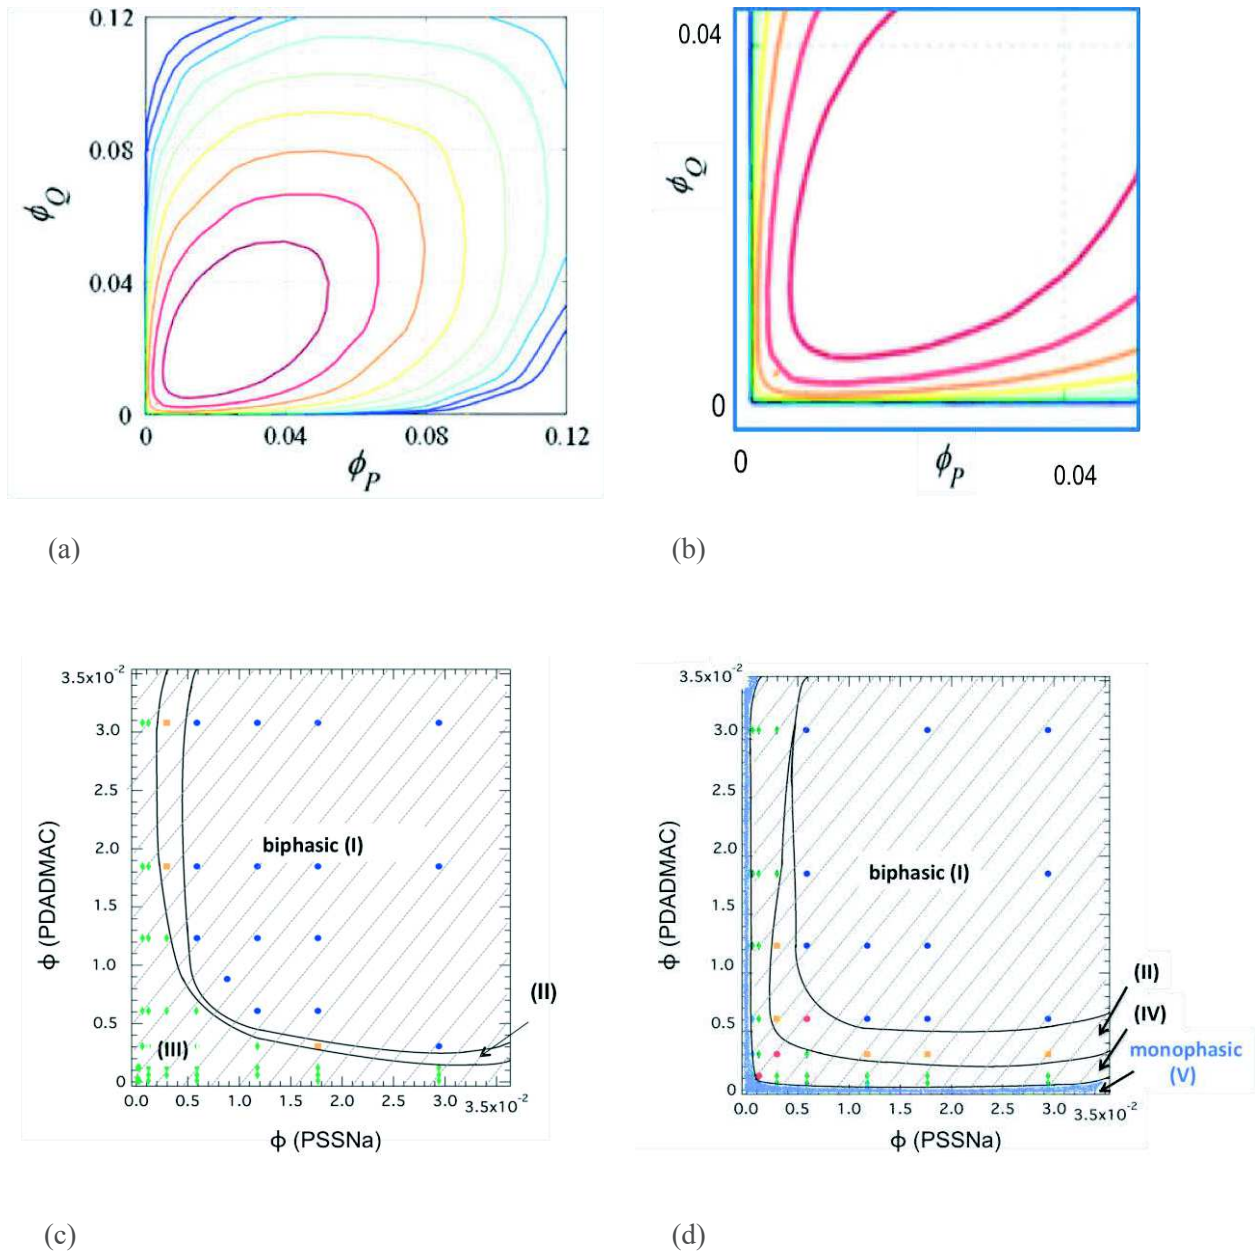 0.12
0.08
0.04
0
ϕ_Q
0
0.04
0.08
0.12
ϕ_P
(a)
0.04
0
ϕ_Q
0
ϕ_P
0.04
(b)
3.5x10⁻²
3.0
2.5
2.0
1.5
1.0
0.5
0
ϕ (PDADMAC)
biphasic (I)
(II)
(III)
0.0
0.5
1.0
1.5
2.0
2.5
3.0
3.5x10⁻²
ϕ (PSSNa)
(c)
3.5x10⁻²
3.0
2.5
2.0
1.5
1.0
0.5
0
ϕ (PDADMAC)
biphasic (I)
(II)
(IV)
monophasic
(V)
0.0
0.5
1.0
1.5
2.0
2.5
3.0
3.5x10⁻²
ϕ (PSSNa)
(d)